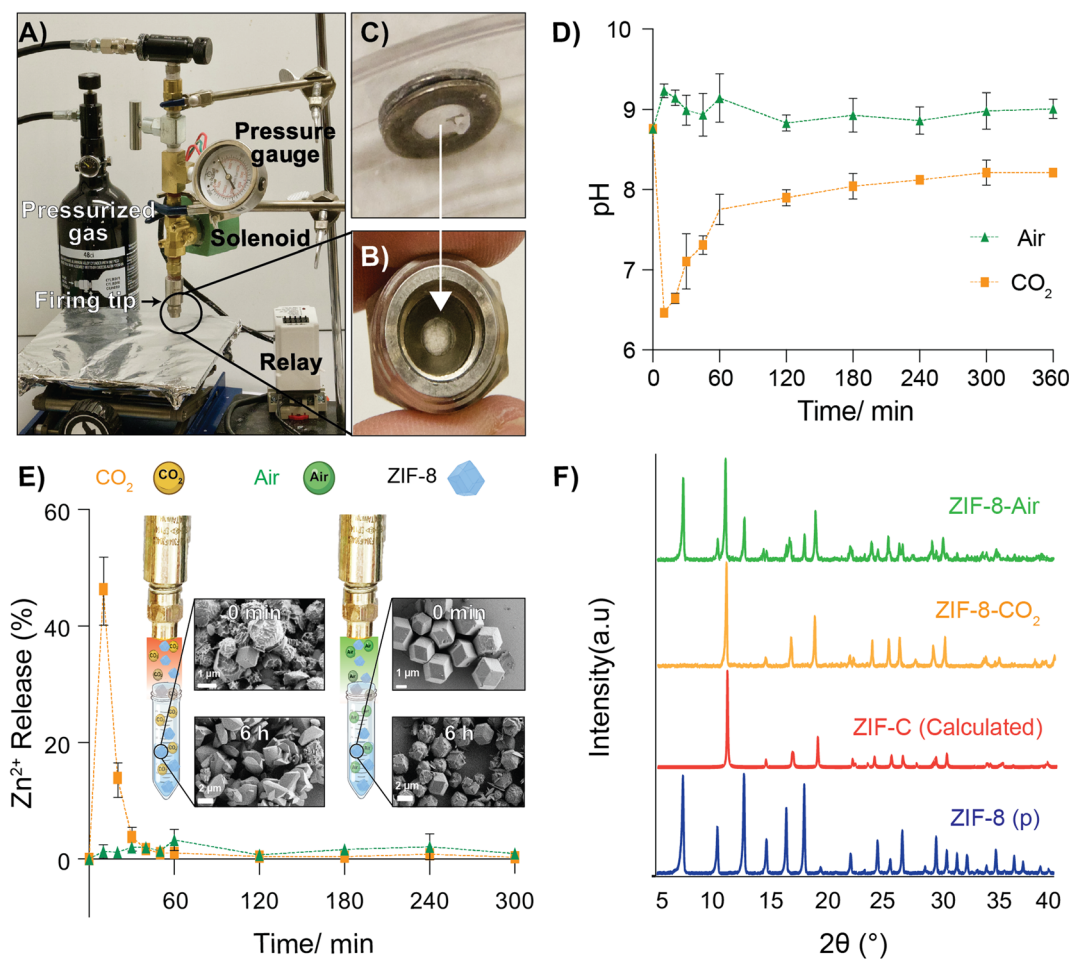 A)
Pressure
gauge
Pressurized
gas
Solenoid
Firing tip
Relay
C)
B)
D)
10
9
8
7
6
pH
0 60 120 180 240 300 360
Time/ min
Air
CO₂
E)
CO₂
CO₂
Air
Air
ZIF-8
60
40
20
0
Zn²⁺ Release (%)
60 120 180 240 300
Time/ min
0 min
1 µm
6 h
2 µm
0 min
1 µm
6 h
2 µm
F)
ZIF-8-Air
ZIF-8-CO₂
ZIF-C (Calculated)
ZIF-8 (p)
Intensity(a.u)
5 10 15 20 25 30 35 40
2θ (°)